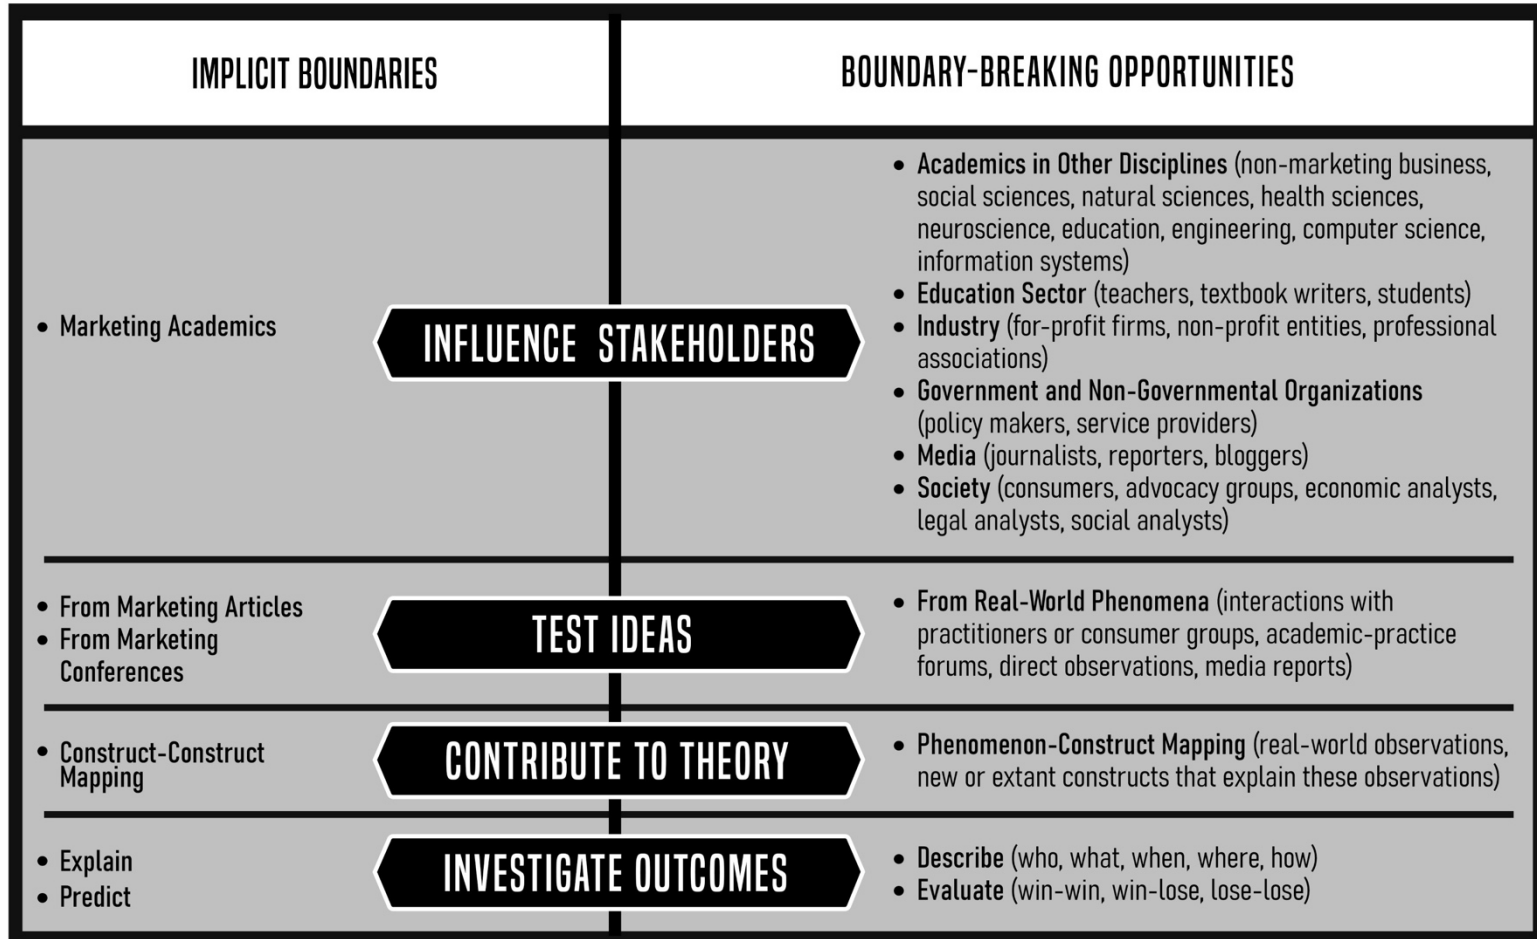 IMPLICIT BOUNDARIES
BOUNDARY-BREAKING OPPORTUNITIES
• Marketing Academics
INFLUENCE STAKEHOLDERS
• Academics in Other Disciplines (non-marketing business,
social sciences, natural sciences, health sciences,
neuroscience, education, engineering, computer science,
information systems)
• Education Sector (teachers, textbook writers, students)
• Industry (for-profit firms, non-profit entities, professional
associations)
• Government and Non-Governmental Organizations
(policy makers, service providers)
• Media (journalists, reporters, bloggers)
• Society (consumers, advocacy groups, economic analysts,
legal analysts, social analysts)
• From Marketing Articles
• From Marketing
Conferences
TEST IDEAS
• From Real-World Phenomena (interactions with
practitioners or consumer groups, academic-practice
forums, direct observations, media reports)
• Construct-Construct
Mapping
CONTRIBUTE TO THEORY
• Phenomenon-Construct Mapping (real-world observations,
new or extant constructs that explain these observations)
• Explain
• Predict
INVESTIGATE OUTCOMES
• Describe (who, what, when, where, how)
• Evaluate (win-win, win-lose, lose-lose)